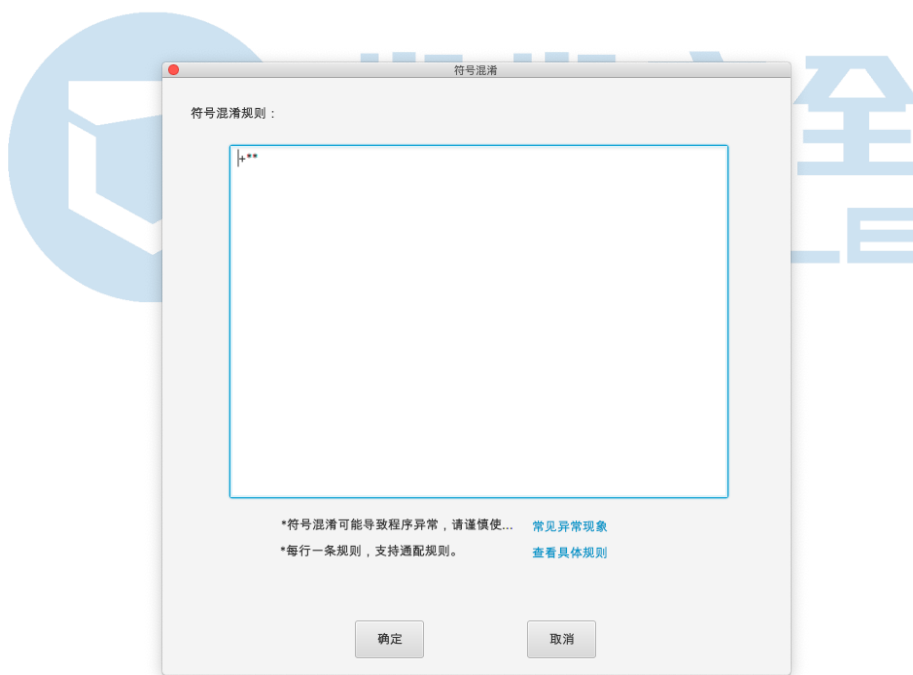 符号混淆
符号混淆规则：
+**
*符号混淆可能导致程序异常，请谨慎使... 常见异常现象
*每行一条规则，支持通配规则。 查看具体规则
确定 取消